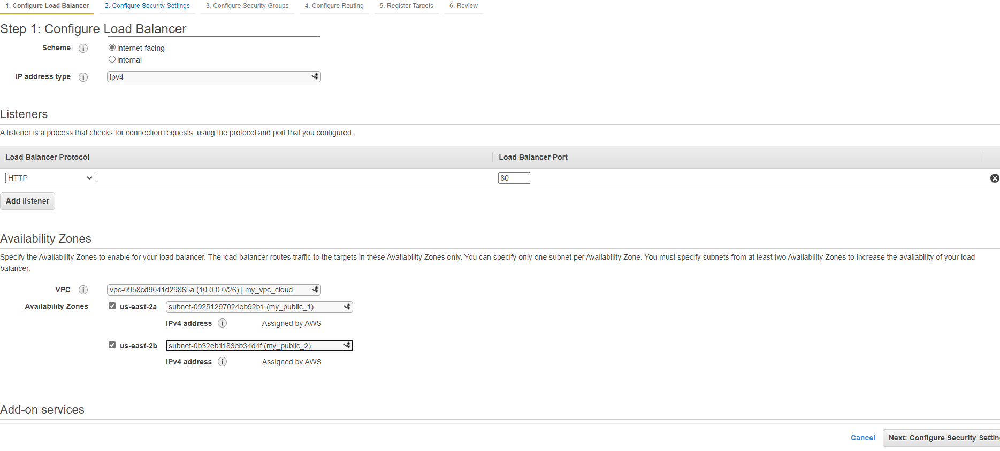 1. Configure Load Balancer 2. Configure Security Settings 3. Configure Security Groups 4. Configure Routing 5. Register Targets 6. Review
Step 1: Configure Load Balancer
Scheme i internet-facing
internal
IP address type i ipv4
Listeners
A listener is a process that checks for connection requests, using the protocol and port that you configured.
Load Balancer Protocol Load Balancer Port
HTTP 80
Add listener
Availability Zones
Specify the Availability Zones to enable for your load balancer. The load balancer routes traffic to the targets in these Availability Zones only. You can specify only one subnet per Availability Zone. You must specify subnets from at least two Availability Zones to increase the availability of your load
balancer.
VPC i vpc-0958cd9041d29865a (10.0.0.0/26) | my_vpc_cloud
Availability Zones us-east-2a subnet-09251297024eb92b1 (my_public_1)
IPv4 address i Assigned by AWS
us-east-2b subnet-0b32eb1183eb34d4f (my_public_2)
IPv4 address i Assigned by AWS
Add-on services
Cancel Next: Configure Security Settin